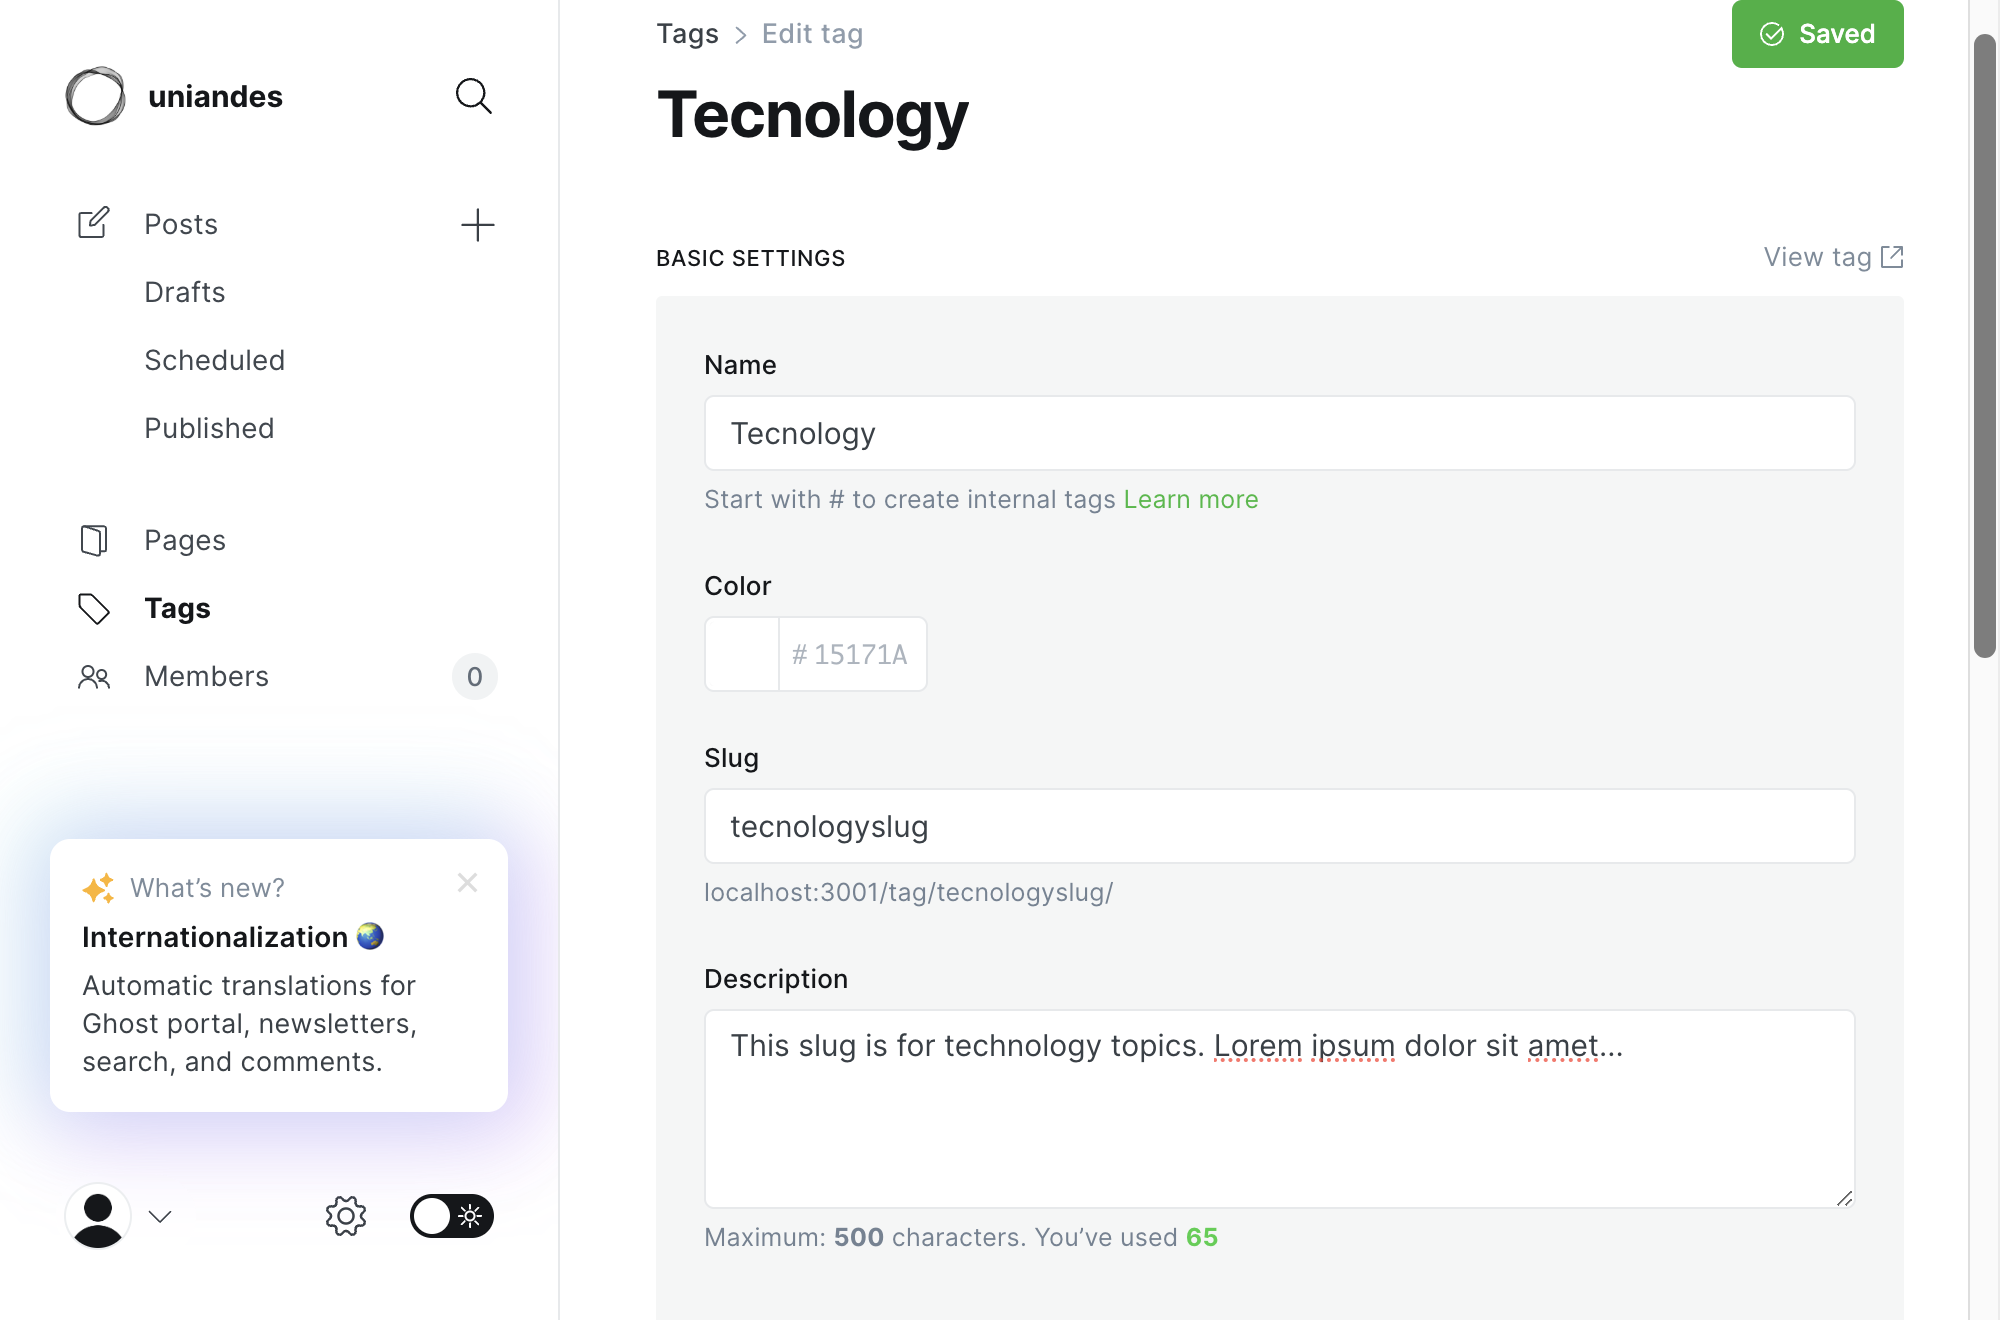 uniandes
Posts
Drafts
Scheduled
Published
Pages
Tags
Members
0
What’s new?
Internationalization
Automatic translations for
Ghost portal, newsletters,
search, and comments.
Tags > Edit tag
Saved
Tecnology
BASIC SETTINGS
View tag
Name
Tecnology
Start with # to create internal tags Learn more
Color
# 15171A
Slug
tecnologyslug
localhost:3001/tag/tecnologyslug/
Description
This slug is for technology topics. Lorem ipsum dolor sit amet...
Maximum: 500 characters. You’ve used 65